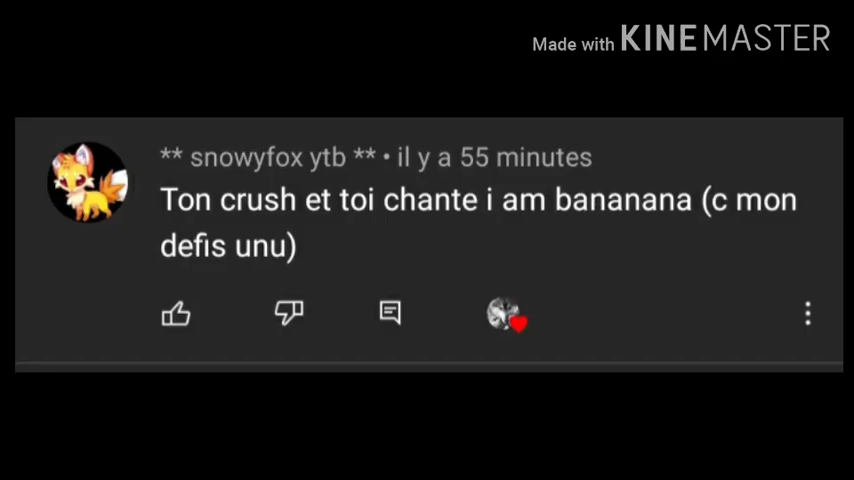 Made with KINEMASTER
** snowyfox ytb ** • il y a 55 minutes
Ton crush et toi chante i am bananana (c mon
defis unu)